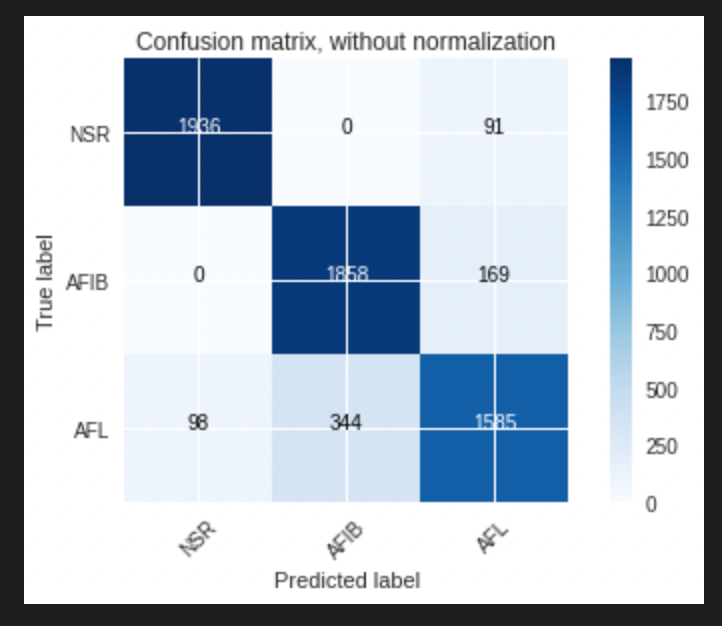 Confusion matrix, without normalization
True label
NSR 1936 0 91
AFIB 0 1858 169
AFL 98 344 1585
NSR AFIB AFL
Predicted label
1750
1500
1250
1000
750
500
250
0